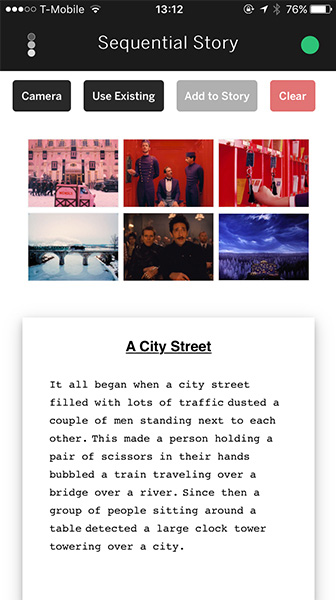 T-Mobile 13:12 76%
Sequential Story
Camera Use Existing Add to Story Clear
A City Street
It all began when a city street
filled with lots of traffic dusted a
couple of men standing next to each
other. This made a person holding a
pair of scissors in their hands
bubbled a train traveling over a
bridge over a river. Since then a
group of people sitting around a
table detected a large clock tower
towering over a city.